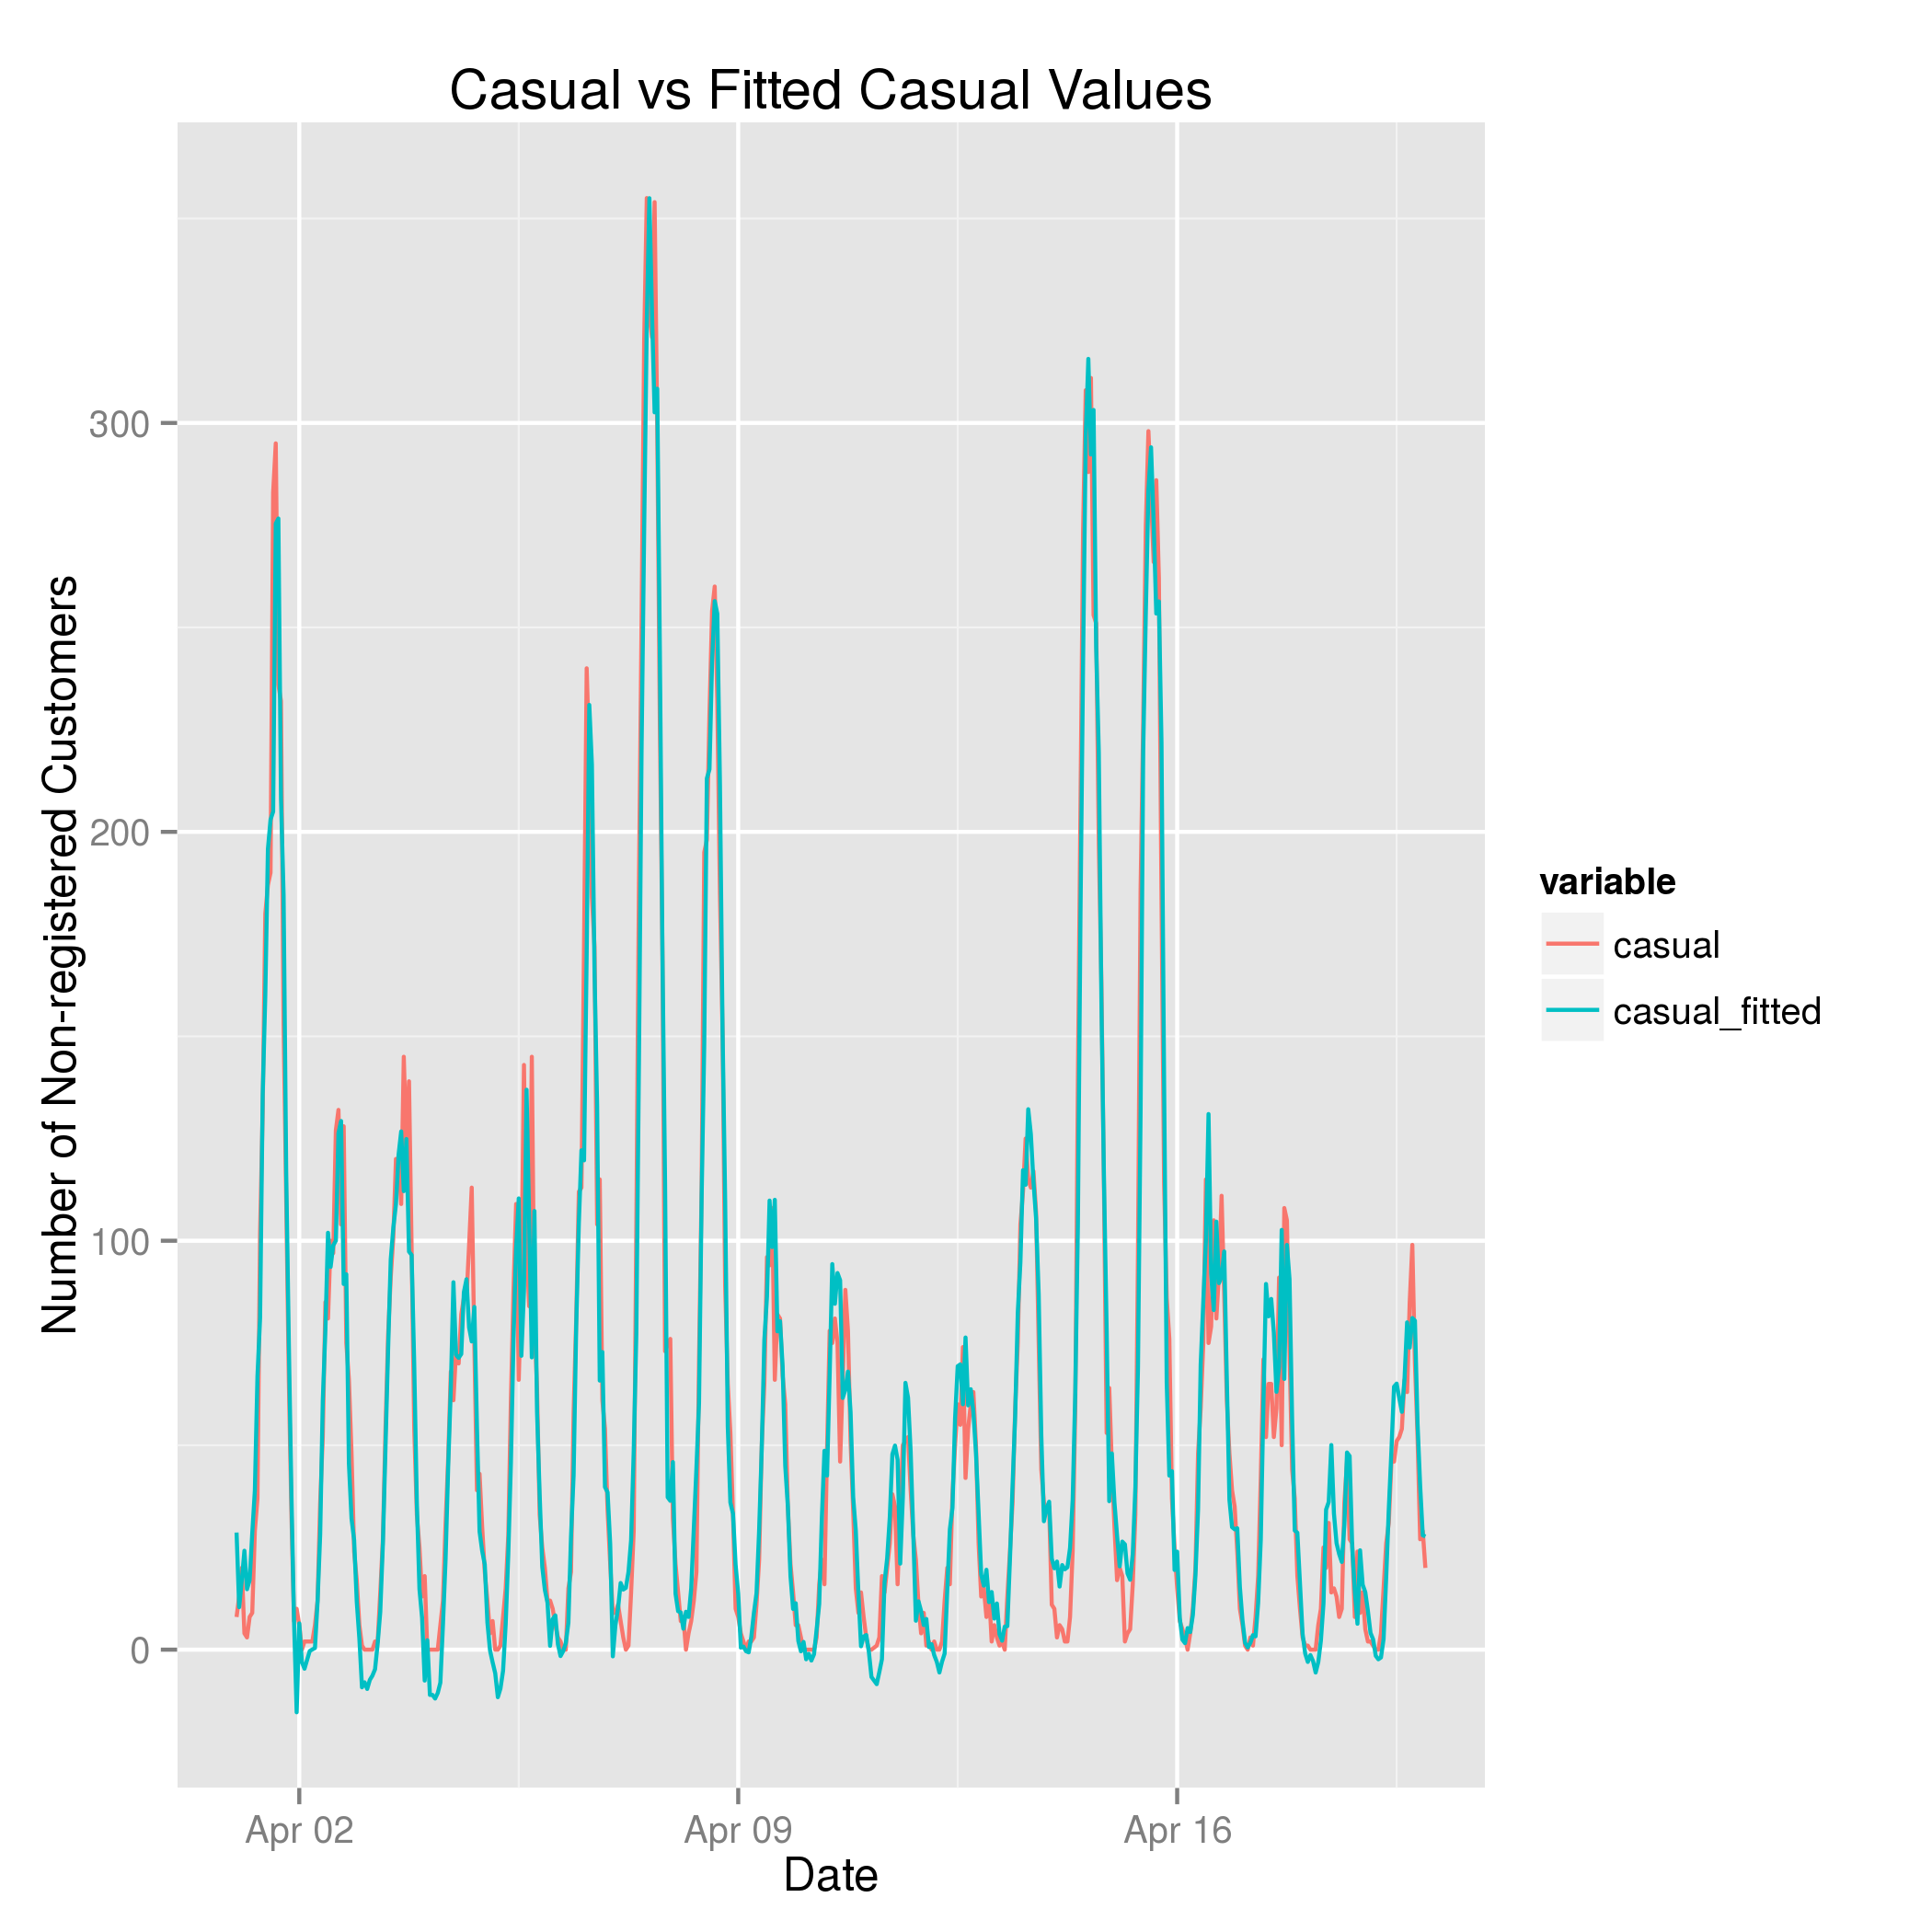 Casual vs Fitted Casual Values
Number of Non-registered Customers
300
200
100
0
Apr 02
Apr 09
Apr 16
Date
variable
casual
casual_fitted